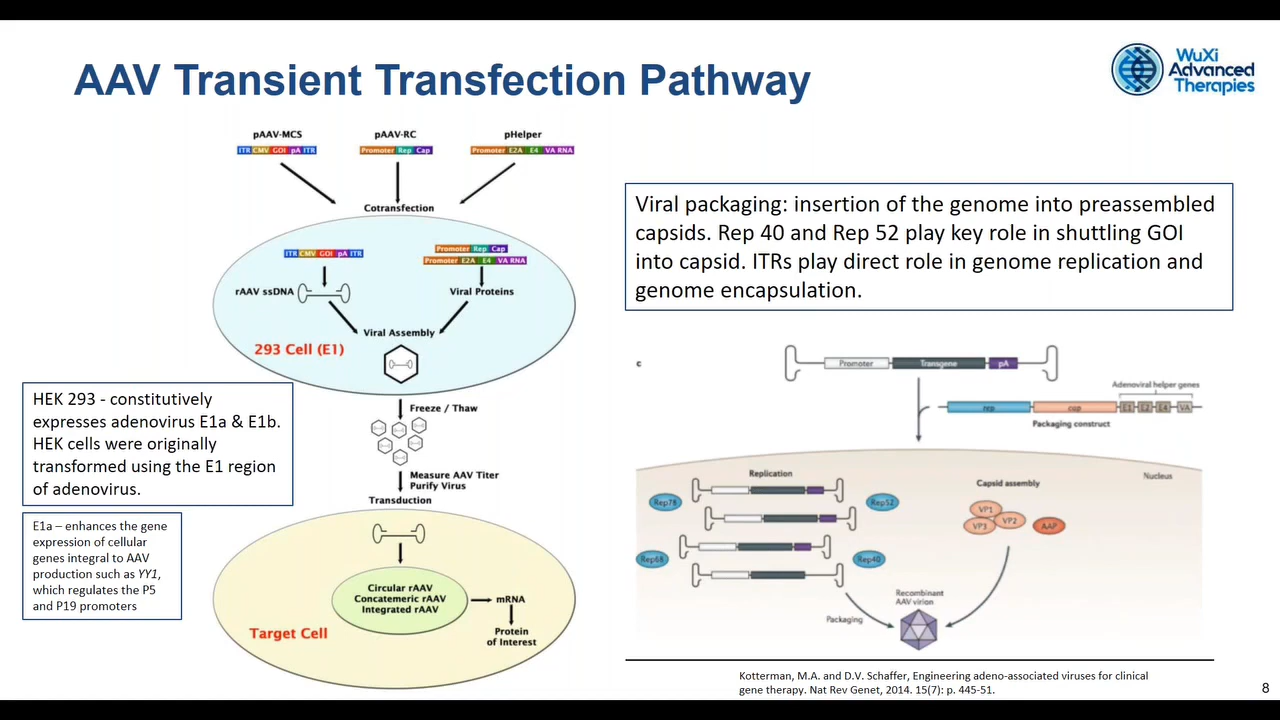 AAV Transient Transfection Pathway
WuXi
Advanced
Therapies
pAAV-MCS
pAAV-RC
pHelper
ITR CMV GOI pA ITR
Promoter Rep Cap
Promoter E2A E4 VA RNA
Cotransfection
ITR CMV GOI pA ITR
Promoter Rep Cap
Promoter E2A E4 VA RNA
rAAV ssDNA
Viral Proteins
Viral Assembly
293 Cell (E1)
Freeze / Thaw
Measure AAV Titer
Purify Virus
Transduction
Circular rAAV
Concatemeric rAAV
Integrated rAAV
mRNA
Protein
of Interest
Target Cell
HEK 293 - constitutively
expresses adenovirus E1a & E1b.
HEK cells were originally
transformed using the E1 region
of adenovirus.
E1a – enhances the gene
expression of cellular
genes integral to AAV
production such as YY1,
which regulates the P5
and P19 promoters
Viral packaging: insertion of the genome into preassembled
capsids. Rep 40 and Rep 52 play key role in shuttling GOI
into capsid. ITRs play direct role in genome replication and
genome encapsulation.
c
Promoter
Transgene
pA
Adenoviral helper genes
rep
cap
E1 E2 E4 VA
Packaging construct
Replication
Capsid assembly
Nucleus
Rep78
Rep52
VP1
VP2
VP3
AAP
Rep68
Rep40
Recombinant
AAV virion
Packaging
Kotterman, M.A. and D.V. Schaffer, Engineering adeno-associated viruses for clinical
gene therapy. Nat Rev Genet, 2014. 15(7): p. 445-51.
8